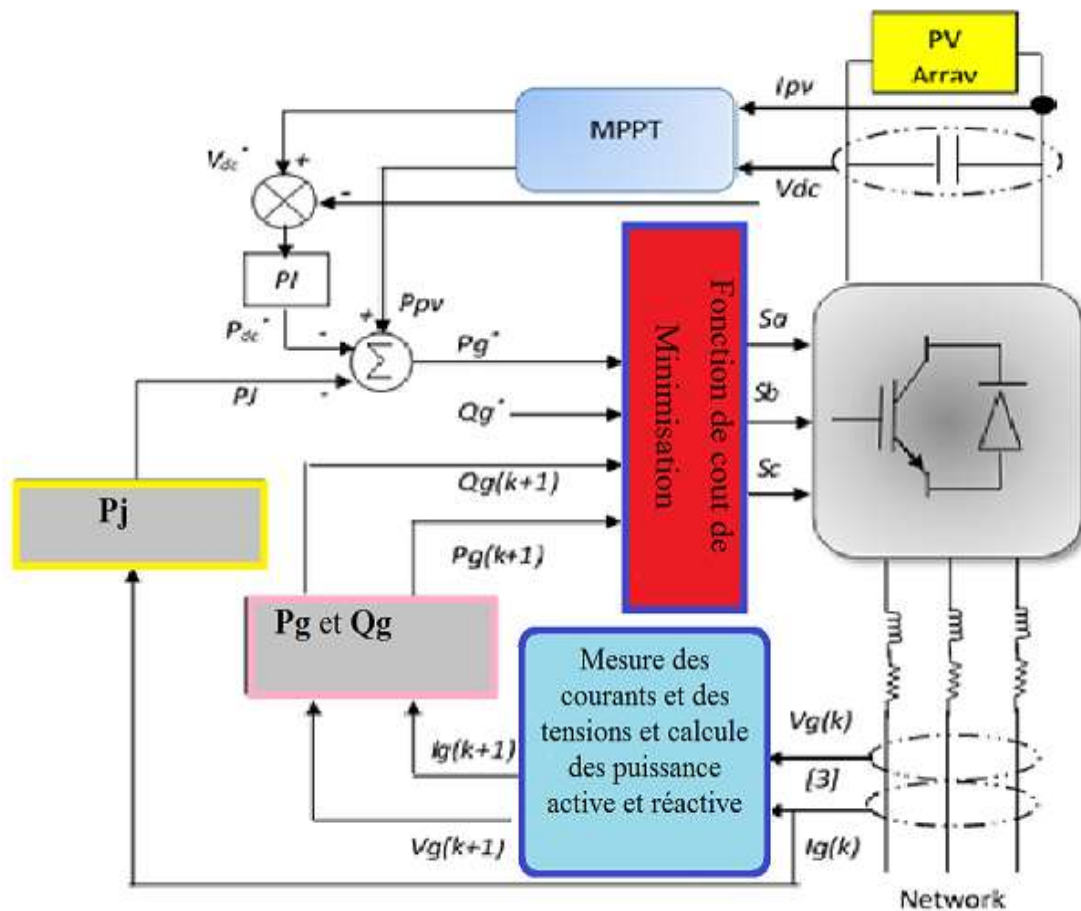 PV
Array
Ipv
MPPT
Vdc*
+
-
Vdc
PI
Ppv
Pdc*
-
+
Σ
Pg*
PJ
-
Qg*
Qg(k+1)
Pg(k+1)
Fonction de cout de
Minimisation
Sa
Sb
Sc
Pj
Pg et Qg
Mesure des
courants et des
tensions et calcule
des puissance
active et réactive
Ig(k+1)
Vg(k+1)
Vg(k)
[3]
Ig(k)
Network